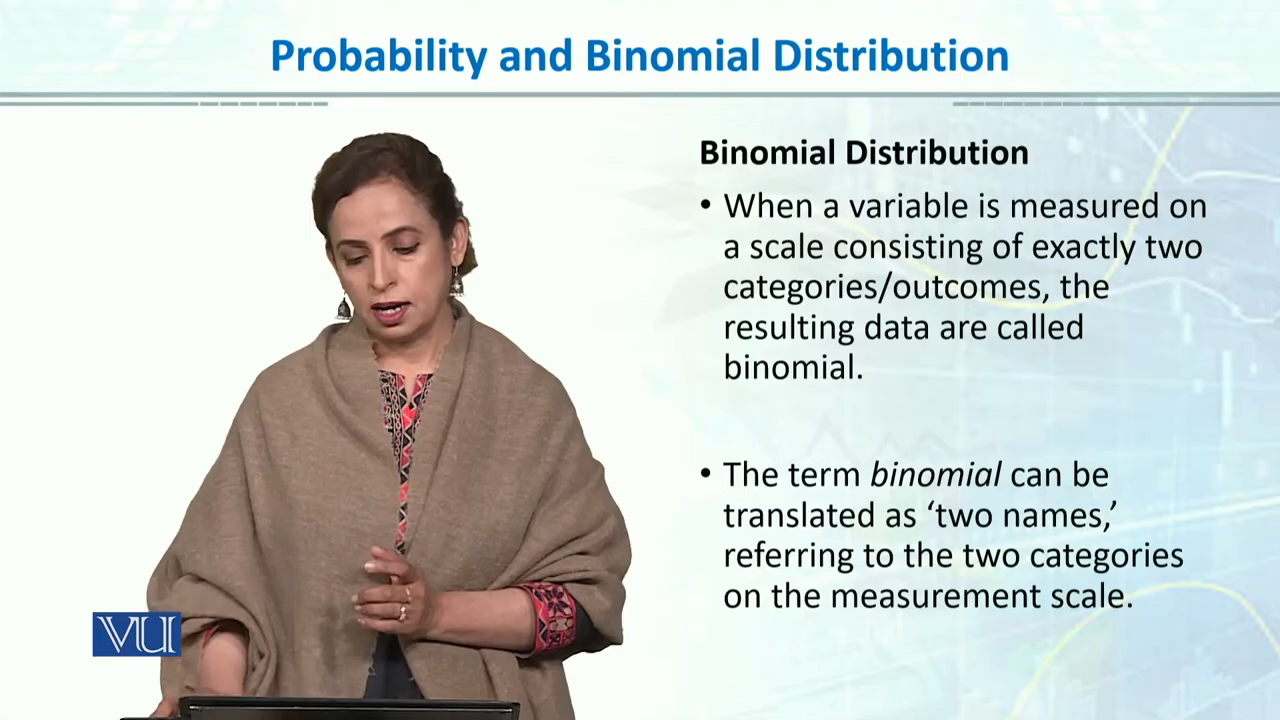 Probability and Binomial Distribution
Binomial Distribution
• When a variable is measured on
a scale consisting of exactly two
categories/outcomes, the
resulting data are called
binomial.
• The term binomial can be
translated as ‘two names,’
referring to the two categories
on the measurement scale.
VU